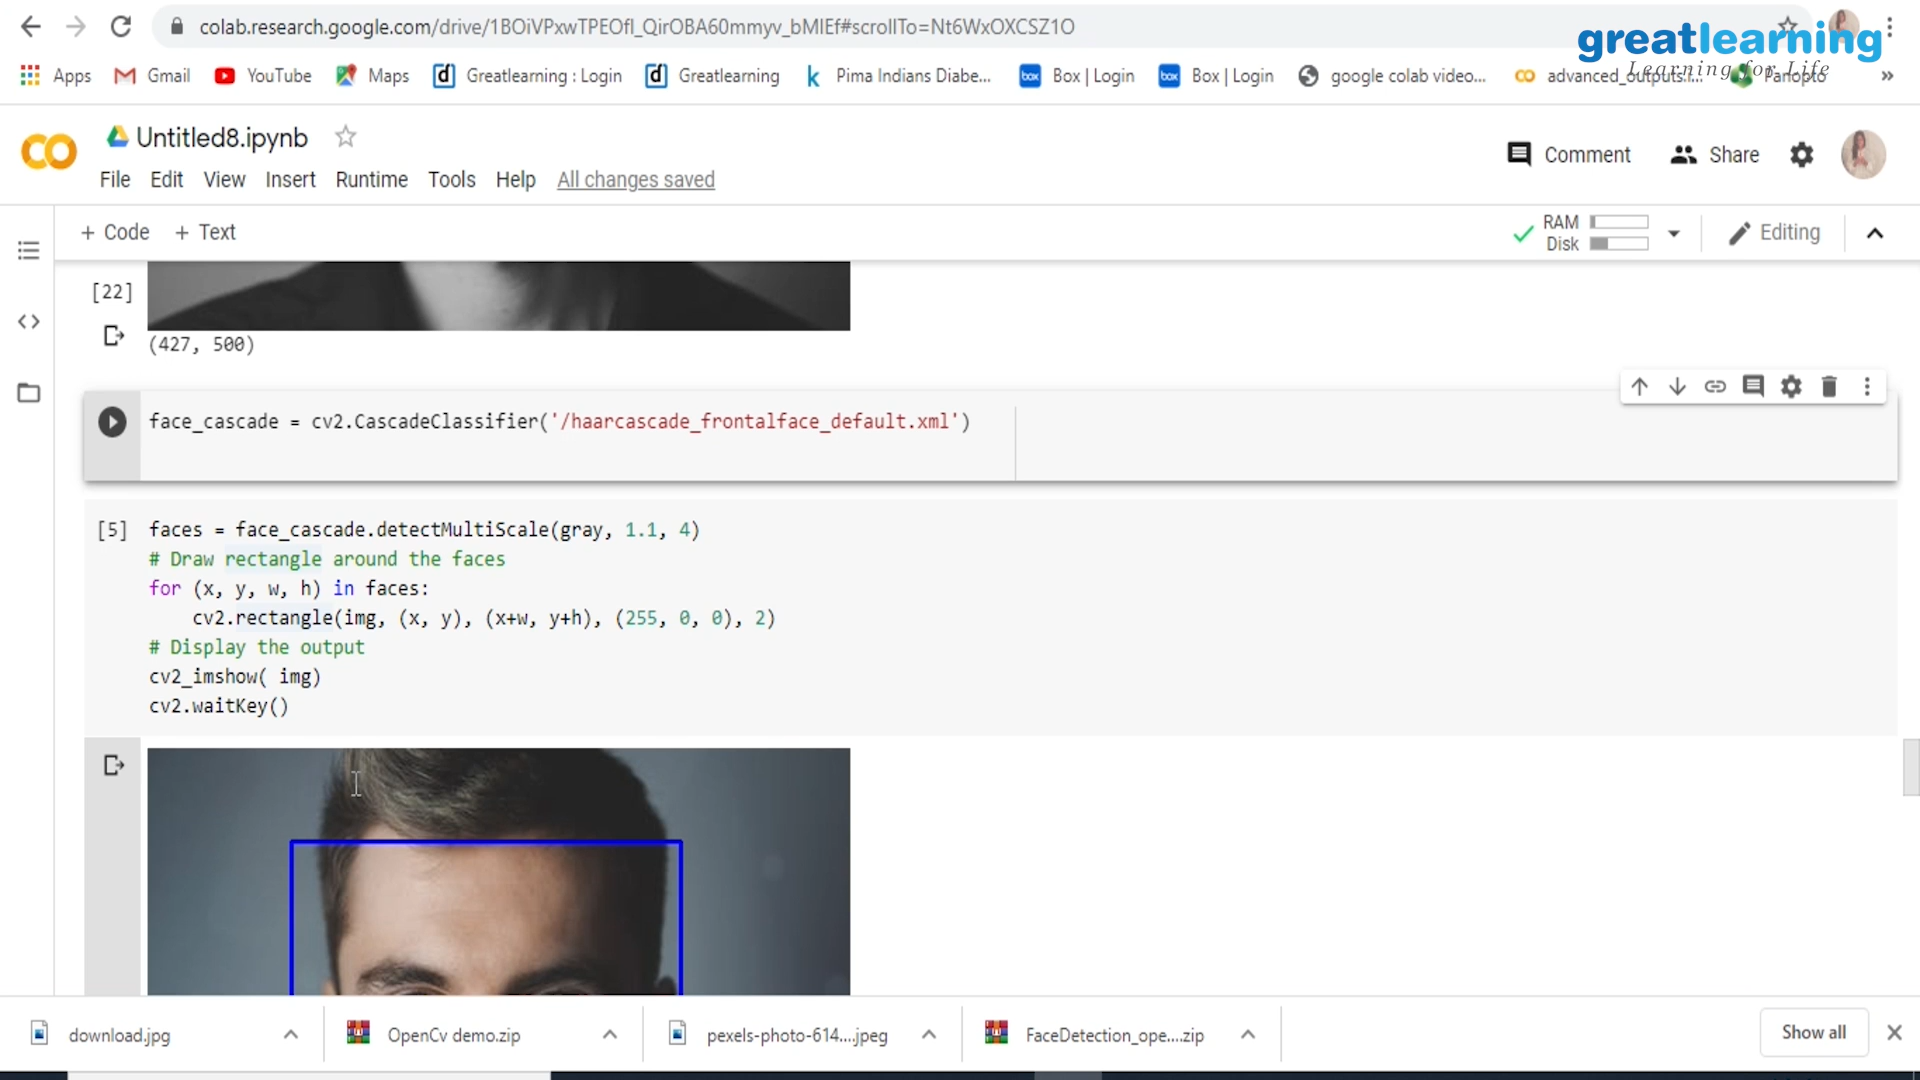 colab.research.google.com/drive/1BOiVPxwTPEOfl_QirOBA60mmyv_bMlEf#scrollTo=Nt6WxOXCSZ1O
greatlearning
Learning for Life
Apps Gmail YouTube Maps Greatlearning : Login Greatlearning Pima Indians Diabe... Box | Login Box | Login google colab video... advanced_outputs.i... Panopto »
Untitled8.ipynb
Comment Share
File Edit View Insert Runtime Tools Help All changes saved
+ Code + Text
RAM
Disk
Editing
[22]
(427, 500)
face_cascade = cv2.CascadeClassifier('/haarcascade_frontalface_default.xml')
[5] faces = face_cascade.detectMultiScale(gray, 1.1, 4)
# Draw rectangle around the faces
for (x, y, w, h) in faces:
cv2.rectangle(img, (x, y), (x+w, y+h), (255, 0, 0), 2)
# Display the output
cv2_imshow( img)
cv2.waitKey()
download.jpg OpenCv demo.zip pexels-photo-614....jpeg FaceDetection_ope....zip Show all